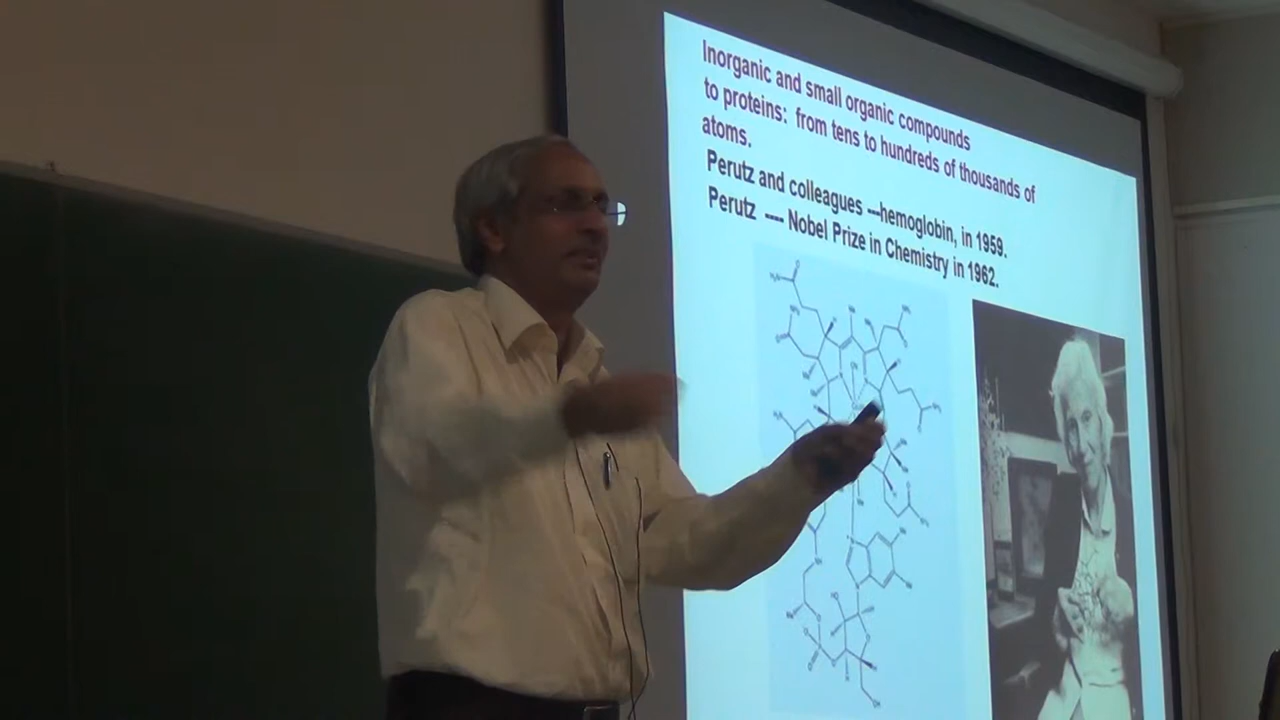 Inorganic and small organic compounds
to proteins: from tens to hundreds of thousands of
atoms.
Perutz and colleagues ---hemoglobin, in 1959.
Perutz ---- Nobel Prize in Chemistry in 1962.